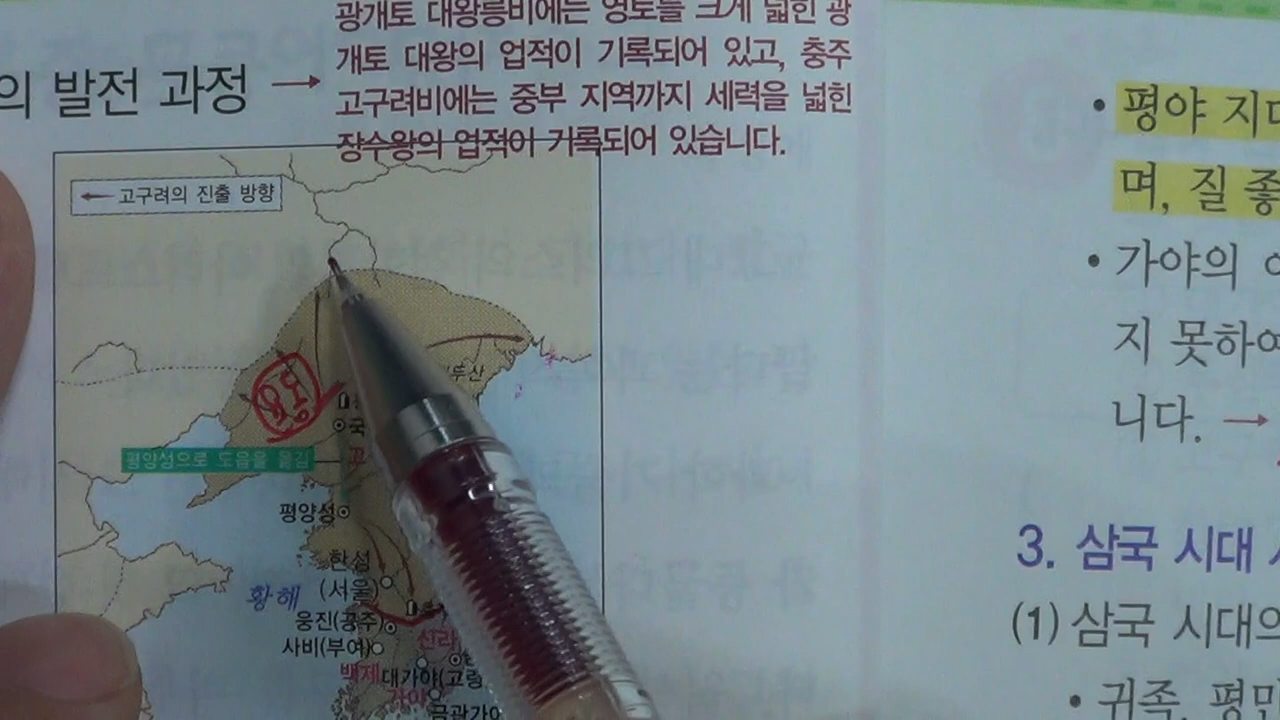 광개토 대왕릉비에는 영토를 크게 넓힌 광
개토 대왕의 업적이 기록되어 있고, 충주
고구려비에는 중부 지역까지 세력을 넓힌
장수왕의 업적이 기록되어 있습니다.
의 발전 과정 →
← 고구려의 진출 방향
두산
국
평양성으로 도읍을 옮김
평양성
한성
(서울)
황해
웅진(공주)
사비(부여)
신라
백제
대가야(고령
가야
금관가야
• 평야 지대
며, 질 좋
• 가야의
지 못하여
니다. →
3. 삼국 시대
(1) 삼국 시대의
• 귀족, 평민